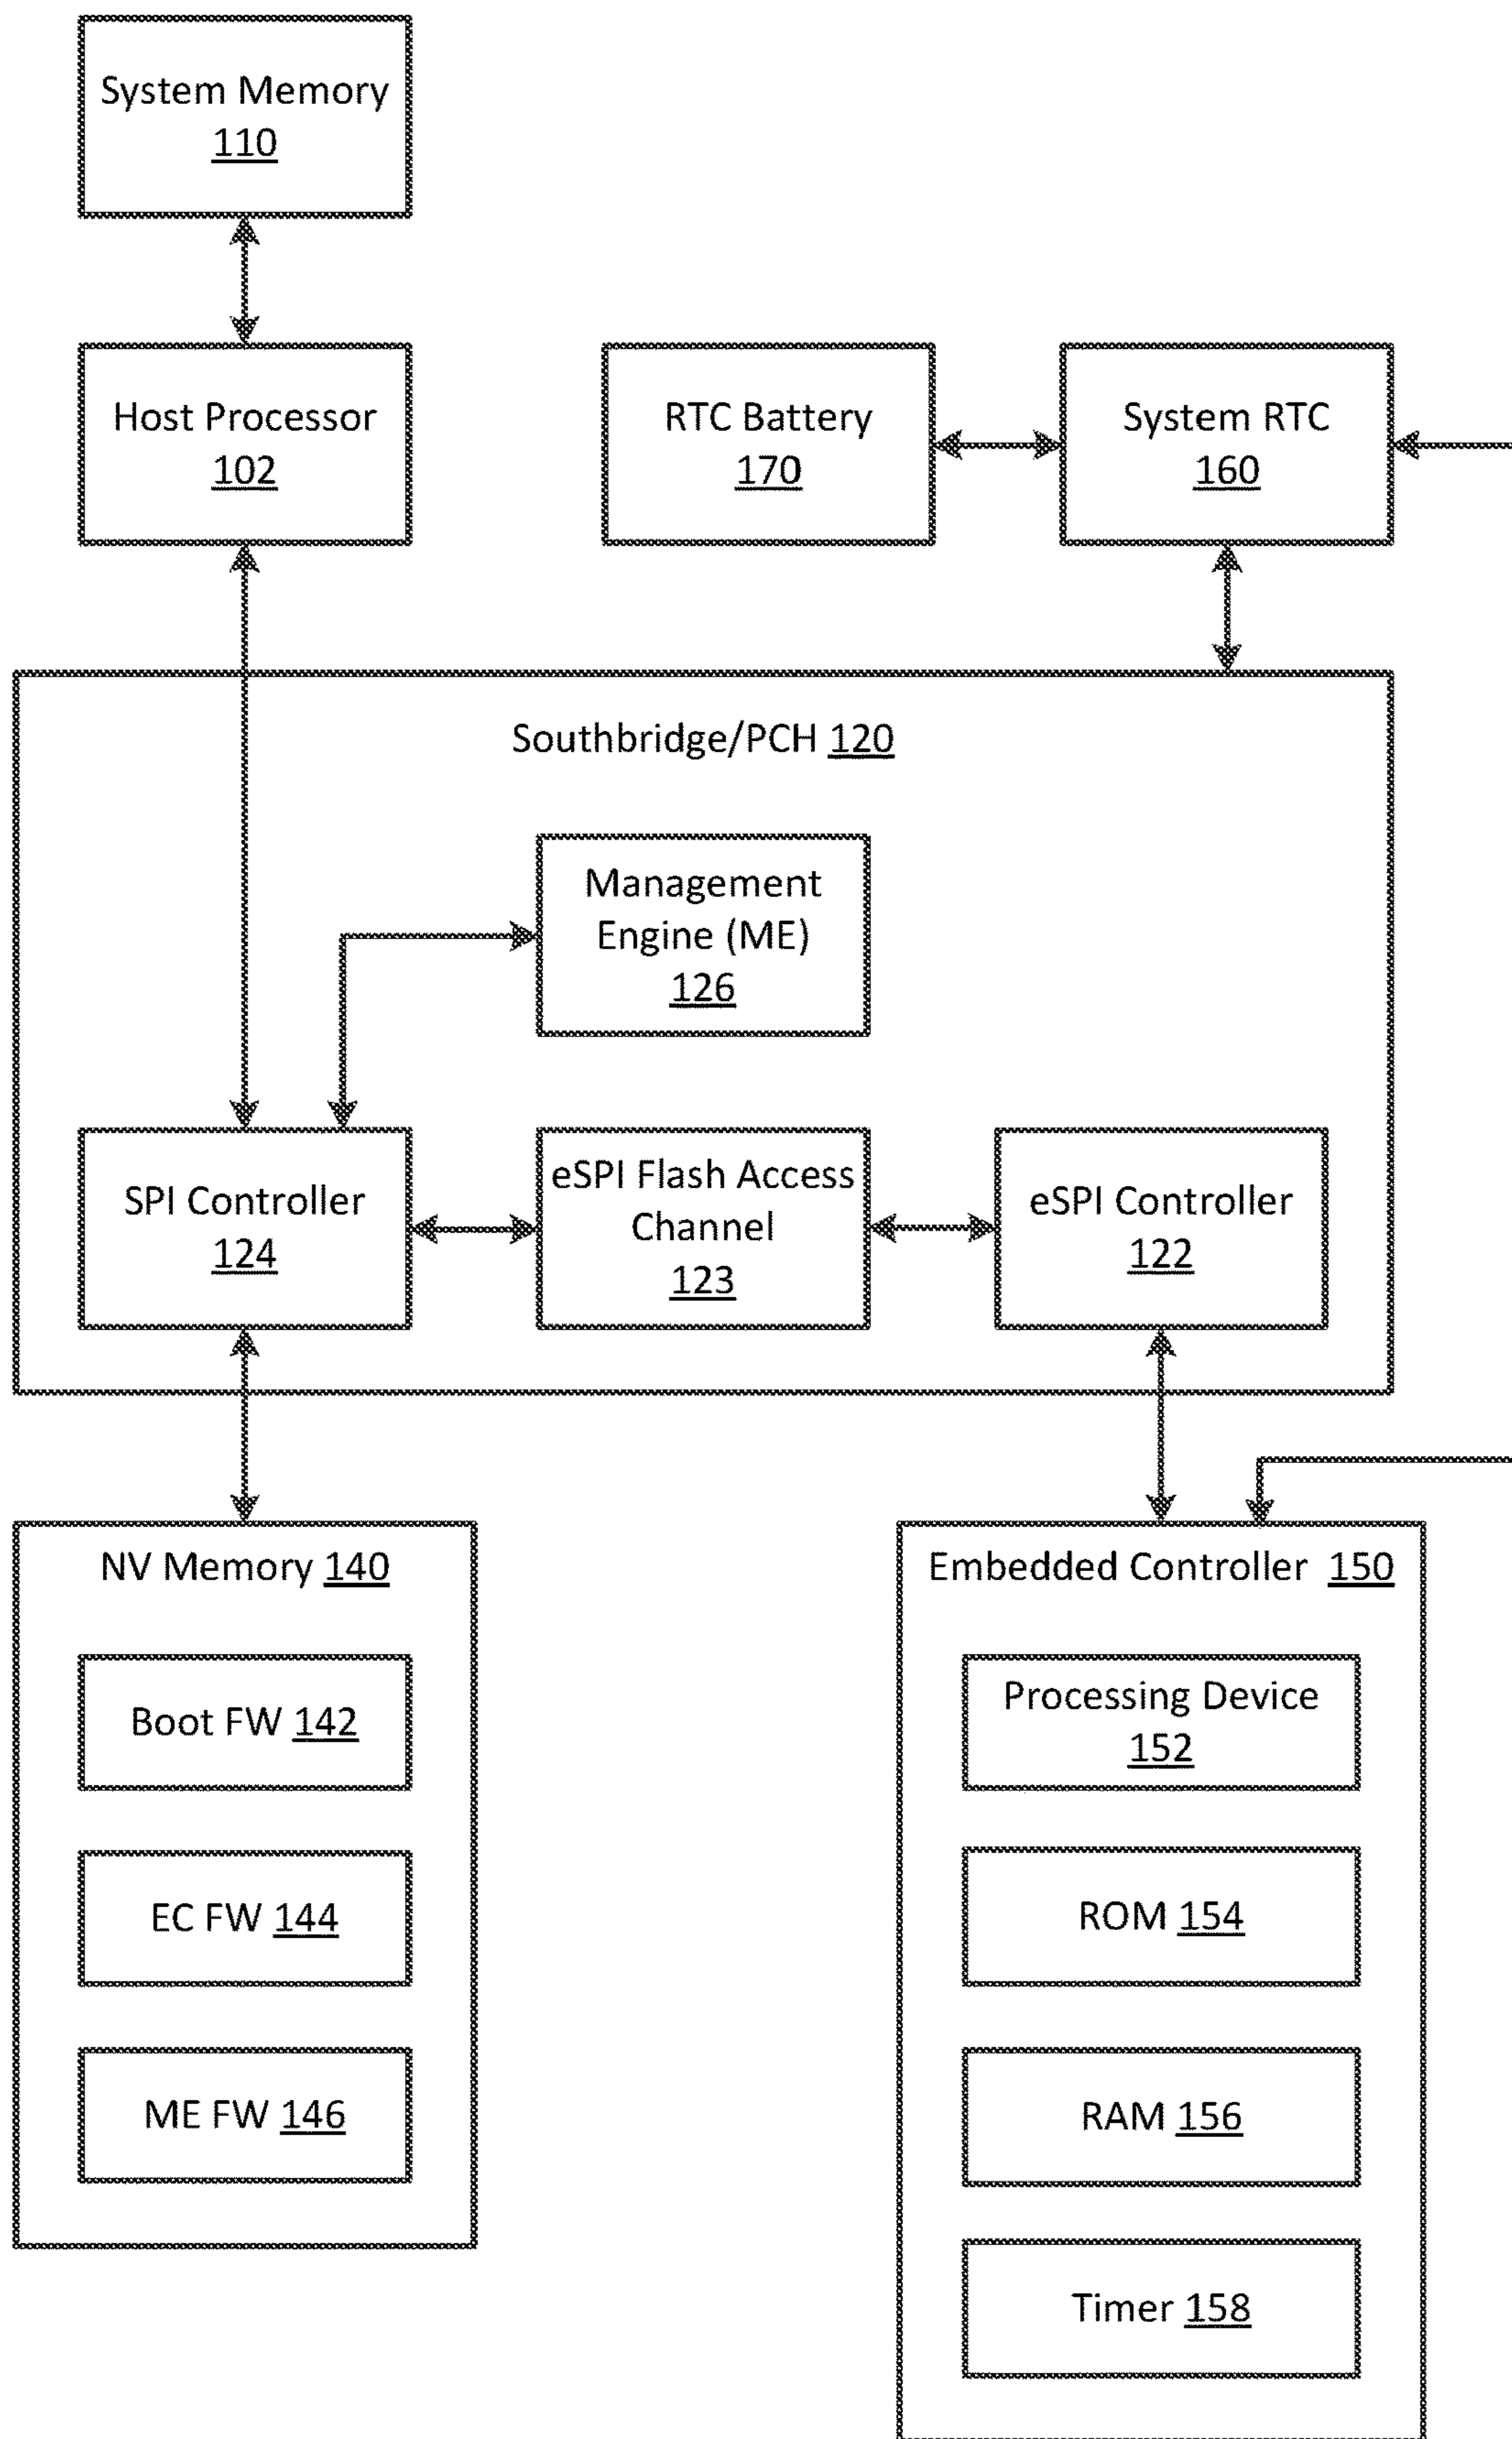 System Memory
110
Host Processor
102
RTC Battery
170
System RTC
160
Southbridge/PCH 120
Management
Engine (ME)
126
SPI Controller
124
eSPI Flash Access
Channel
123
eSPI Controller
122
NV Memory 140
Boot FW 142
EC FW 144
ME FW 146
Embedded Controller 150
Processing Device
152
ROM 154
RAM 156
Timer 158